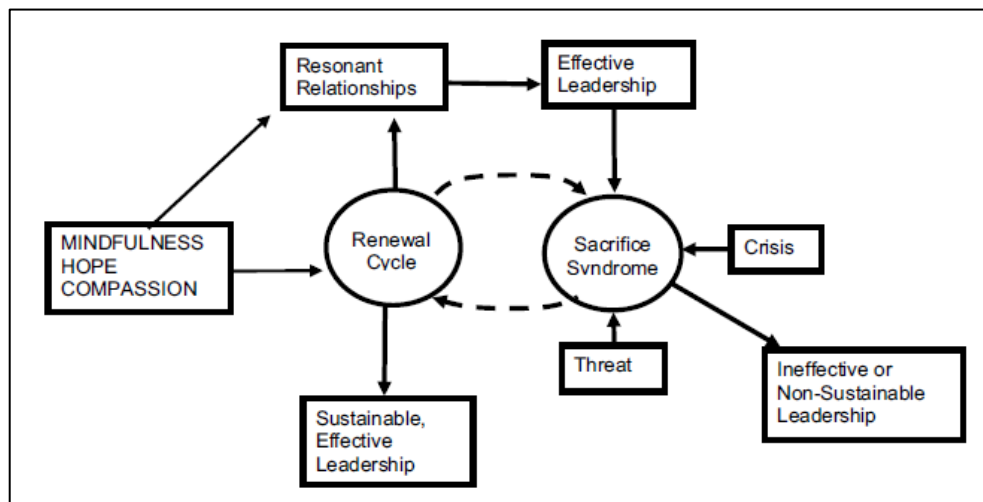 Resonant
Relationships
Effective
Leadership
MINDFULNESS
HOPE
COMPASSION
Renewal
Cycle
Sacrifice
Syndrome
Crisis
Threat
Ineffective or
Non-Sustainable
Leadership
Sustainable,
Effective
Leadership